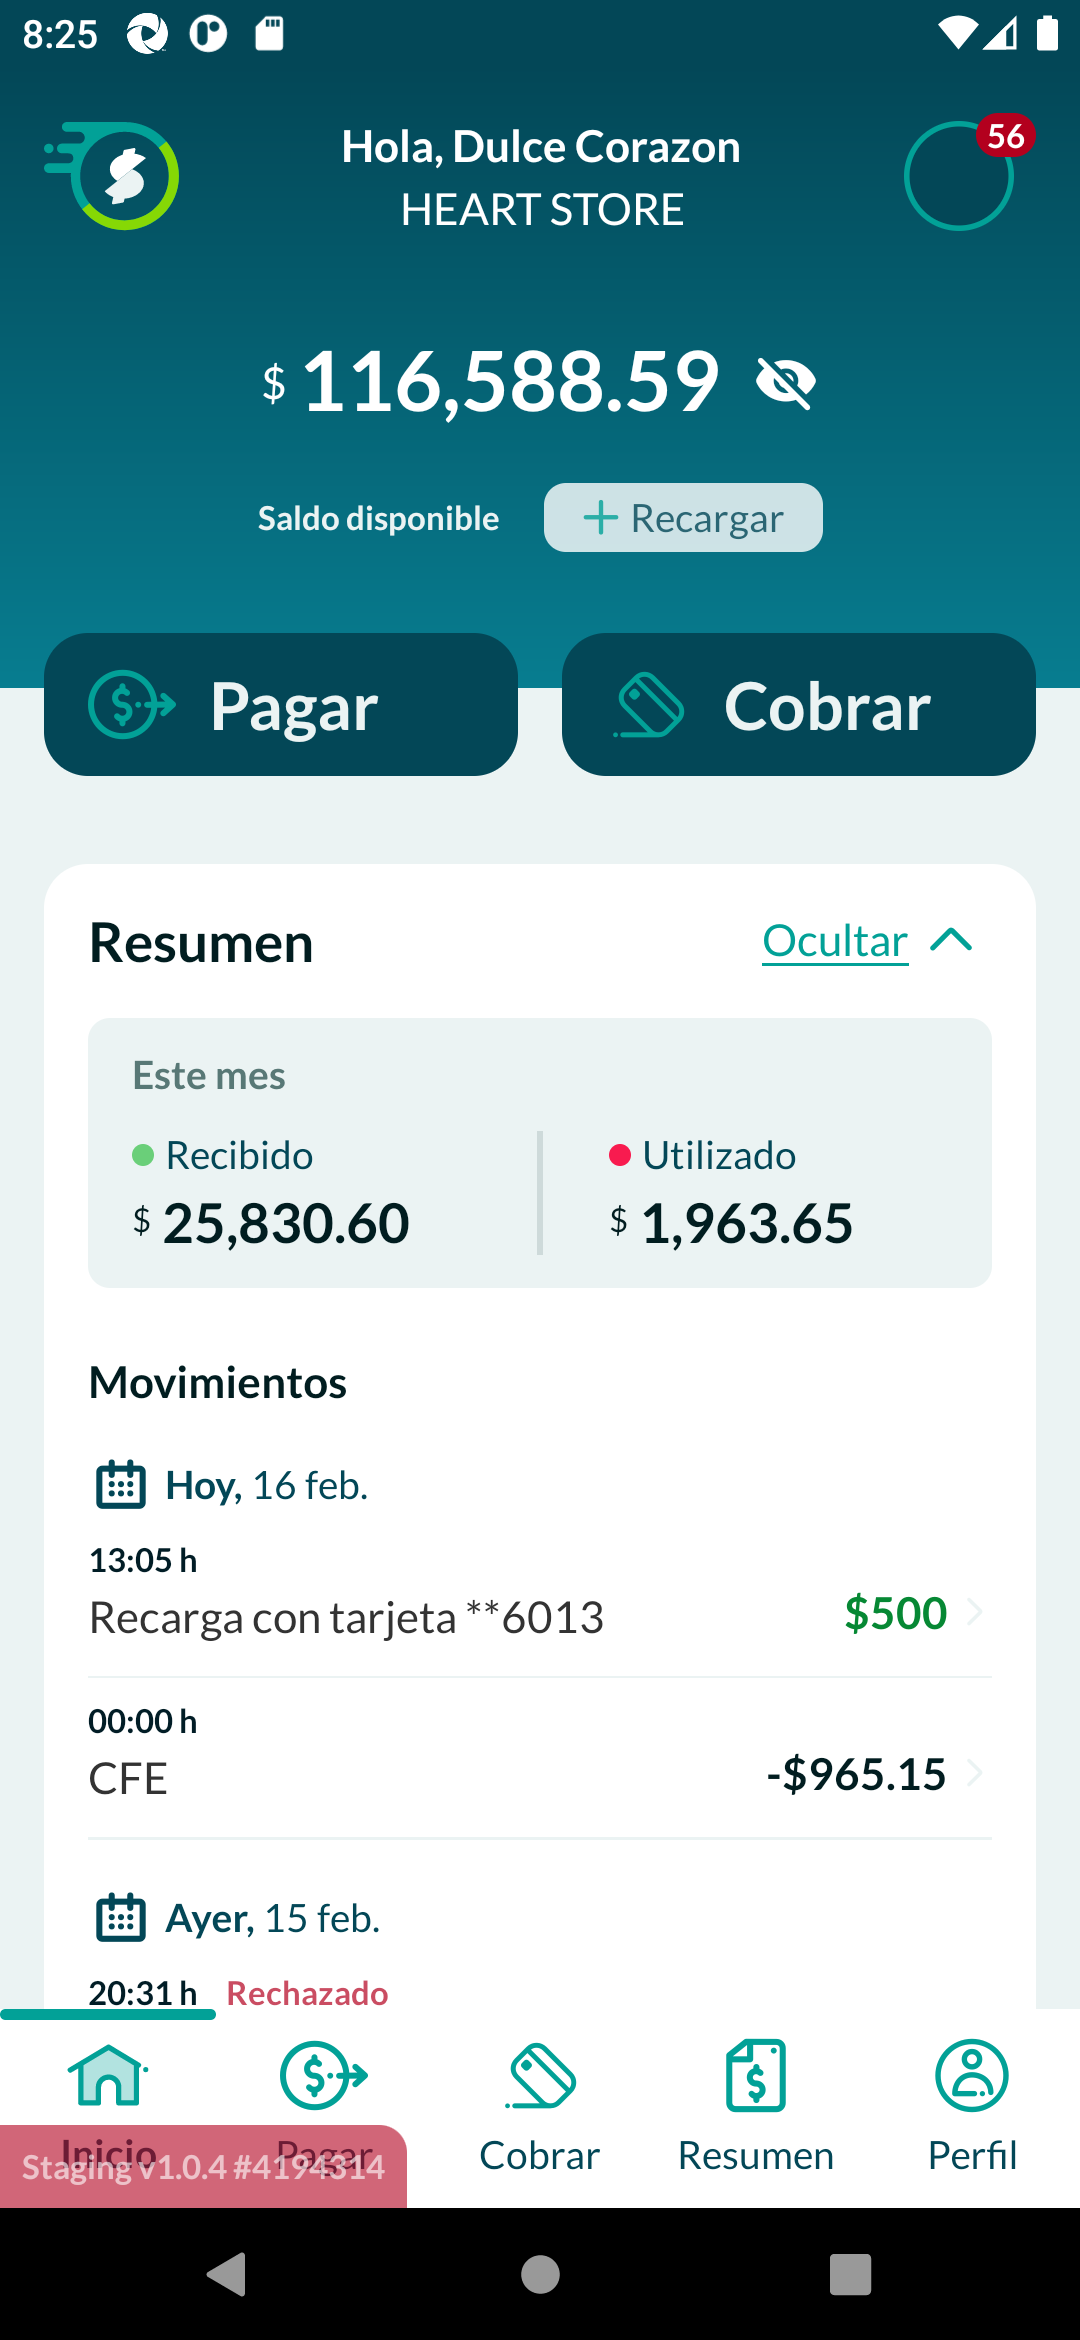 8:25
56
Hola, Dulce Corazon
HEART STORE
$ 116,588.59
Saldo disponible
Recargar
Pagar
Cobrar
Resumen
Ocultar
Este mes
Recibido
Utilizado
$ 25,830.60
$ 1,963.65
Movimientos
Hoy, 16 feb.
13:05 h
Recarga con tarjeta **6013
$500
00:00 h
CFE
-$965.15
Ayer, 15 feb.
20:31 h Rechazado
Inicio
Pagar
Cobrar
Resumen
Perfil
Staging v1.0.4 #4194314